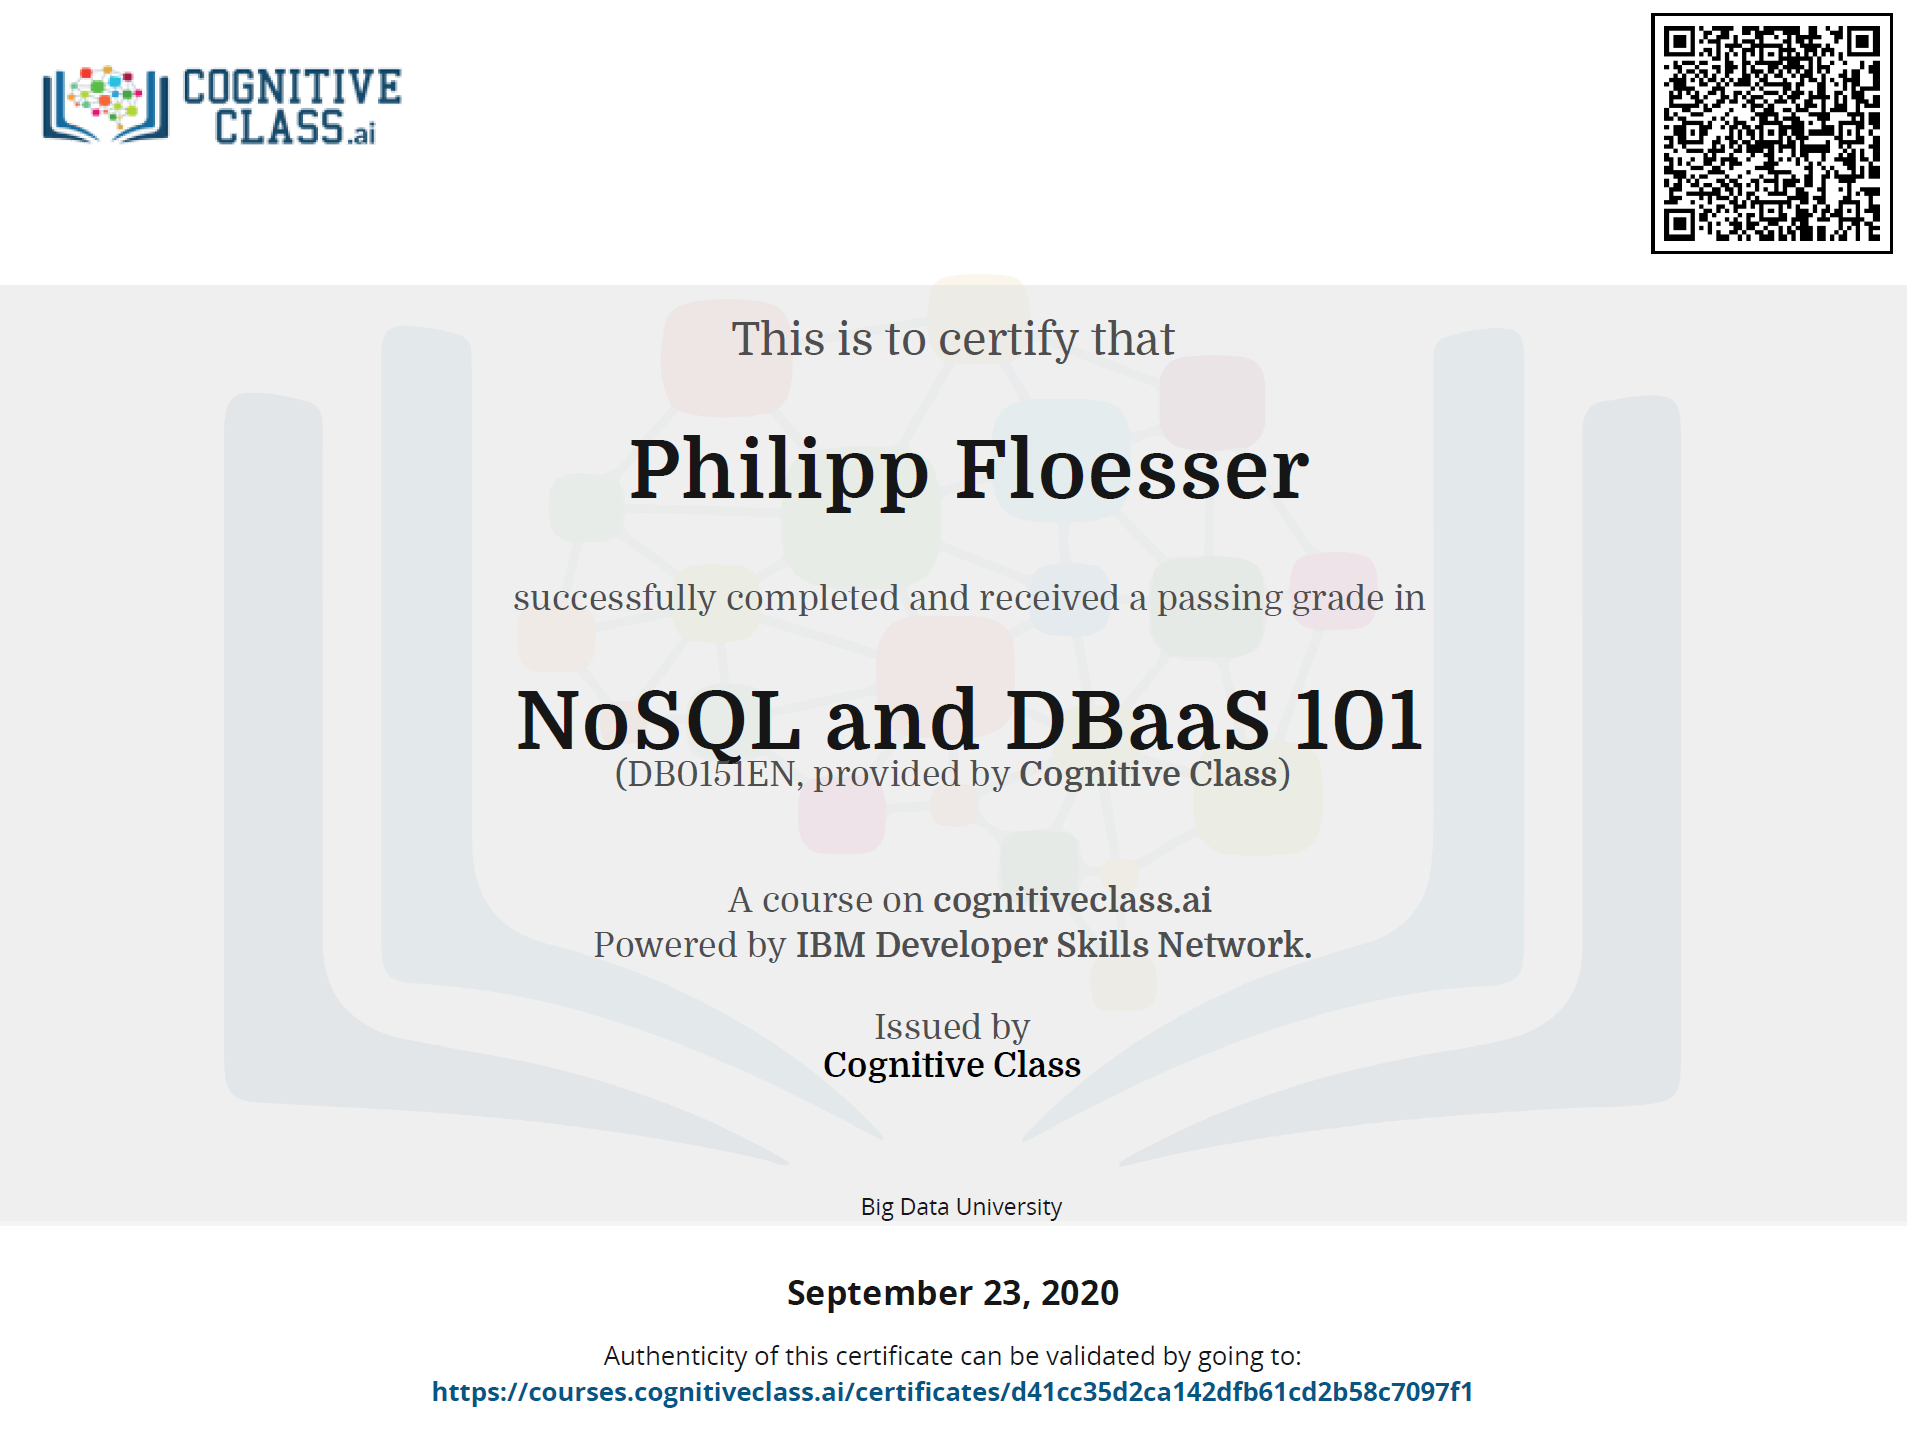 COGNITIVE
CLASS.ai
This is to certify that
Philipp Floesser
successfully completed and received a passing grade in
NoSQL and DBaaS 101
(DB0151EN, provided by Cognitive Class)
A course on cognitiveclass.ai
Powered by IBM Developer Skills Network.
Issued by
Cognitive Class
Big Data University
September 23, 2020
Authenticity of this certificate can be validated by going to:
https://courses.cognitiveclass.ai/certificates/d41cc35d2ca142dfb61cd2b58c7097f1